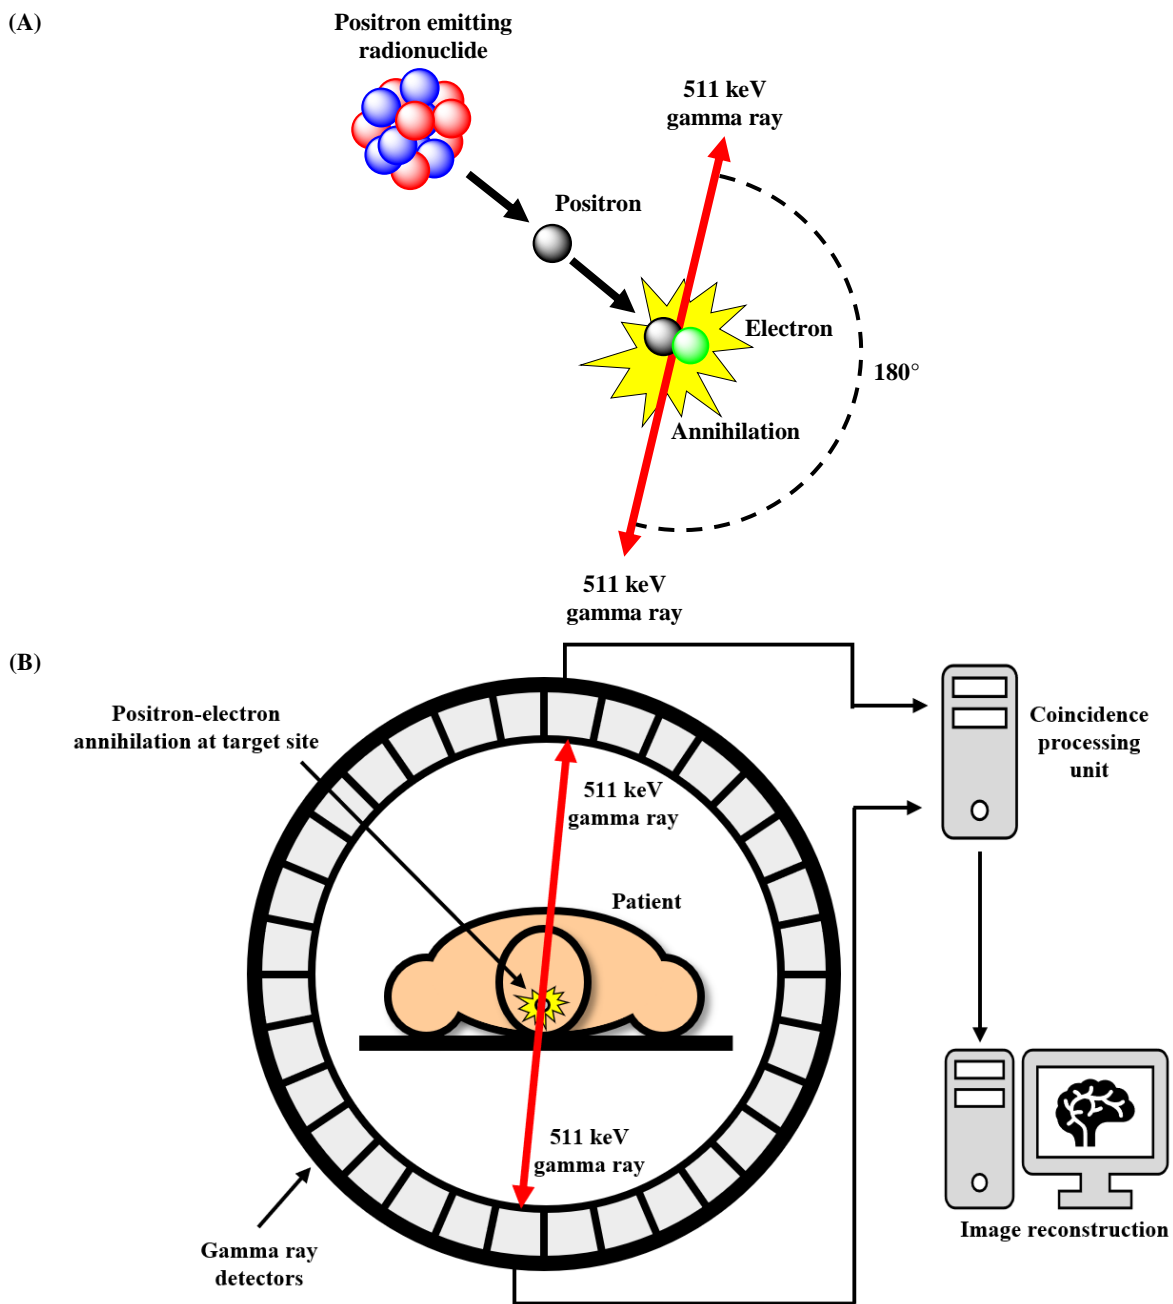 (A)
Positron emitting
radionuclide
511 keV
gamma ray
Positron
Electron
180°
Annihilation
511 keV
gamma ray
(B)
Positron-electron
annihilation at target site
Coincidence
processing
unit
511 keV
gamma ray
Patient
511 keV
gamma ray
Gamma ray
detectors
Image reconstruction